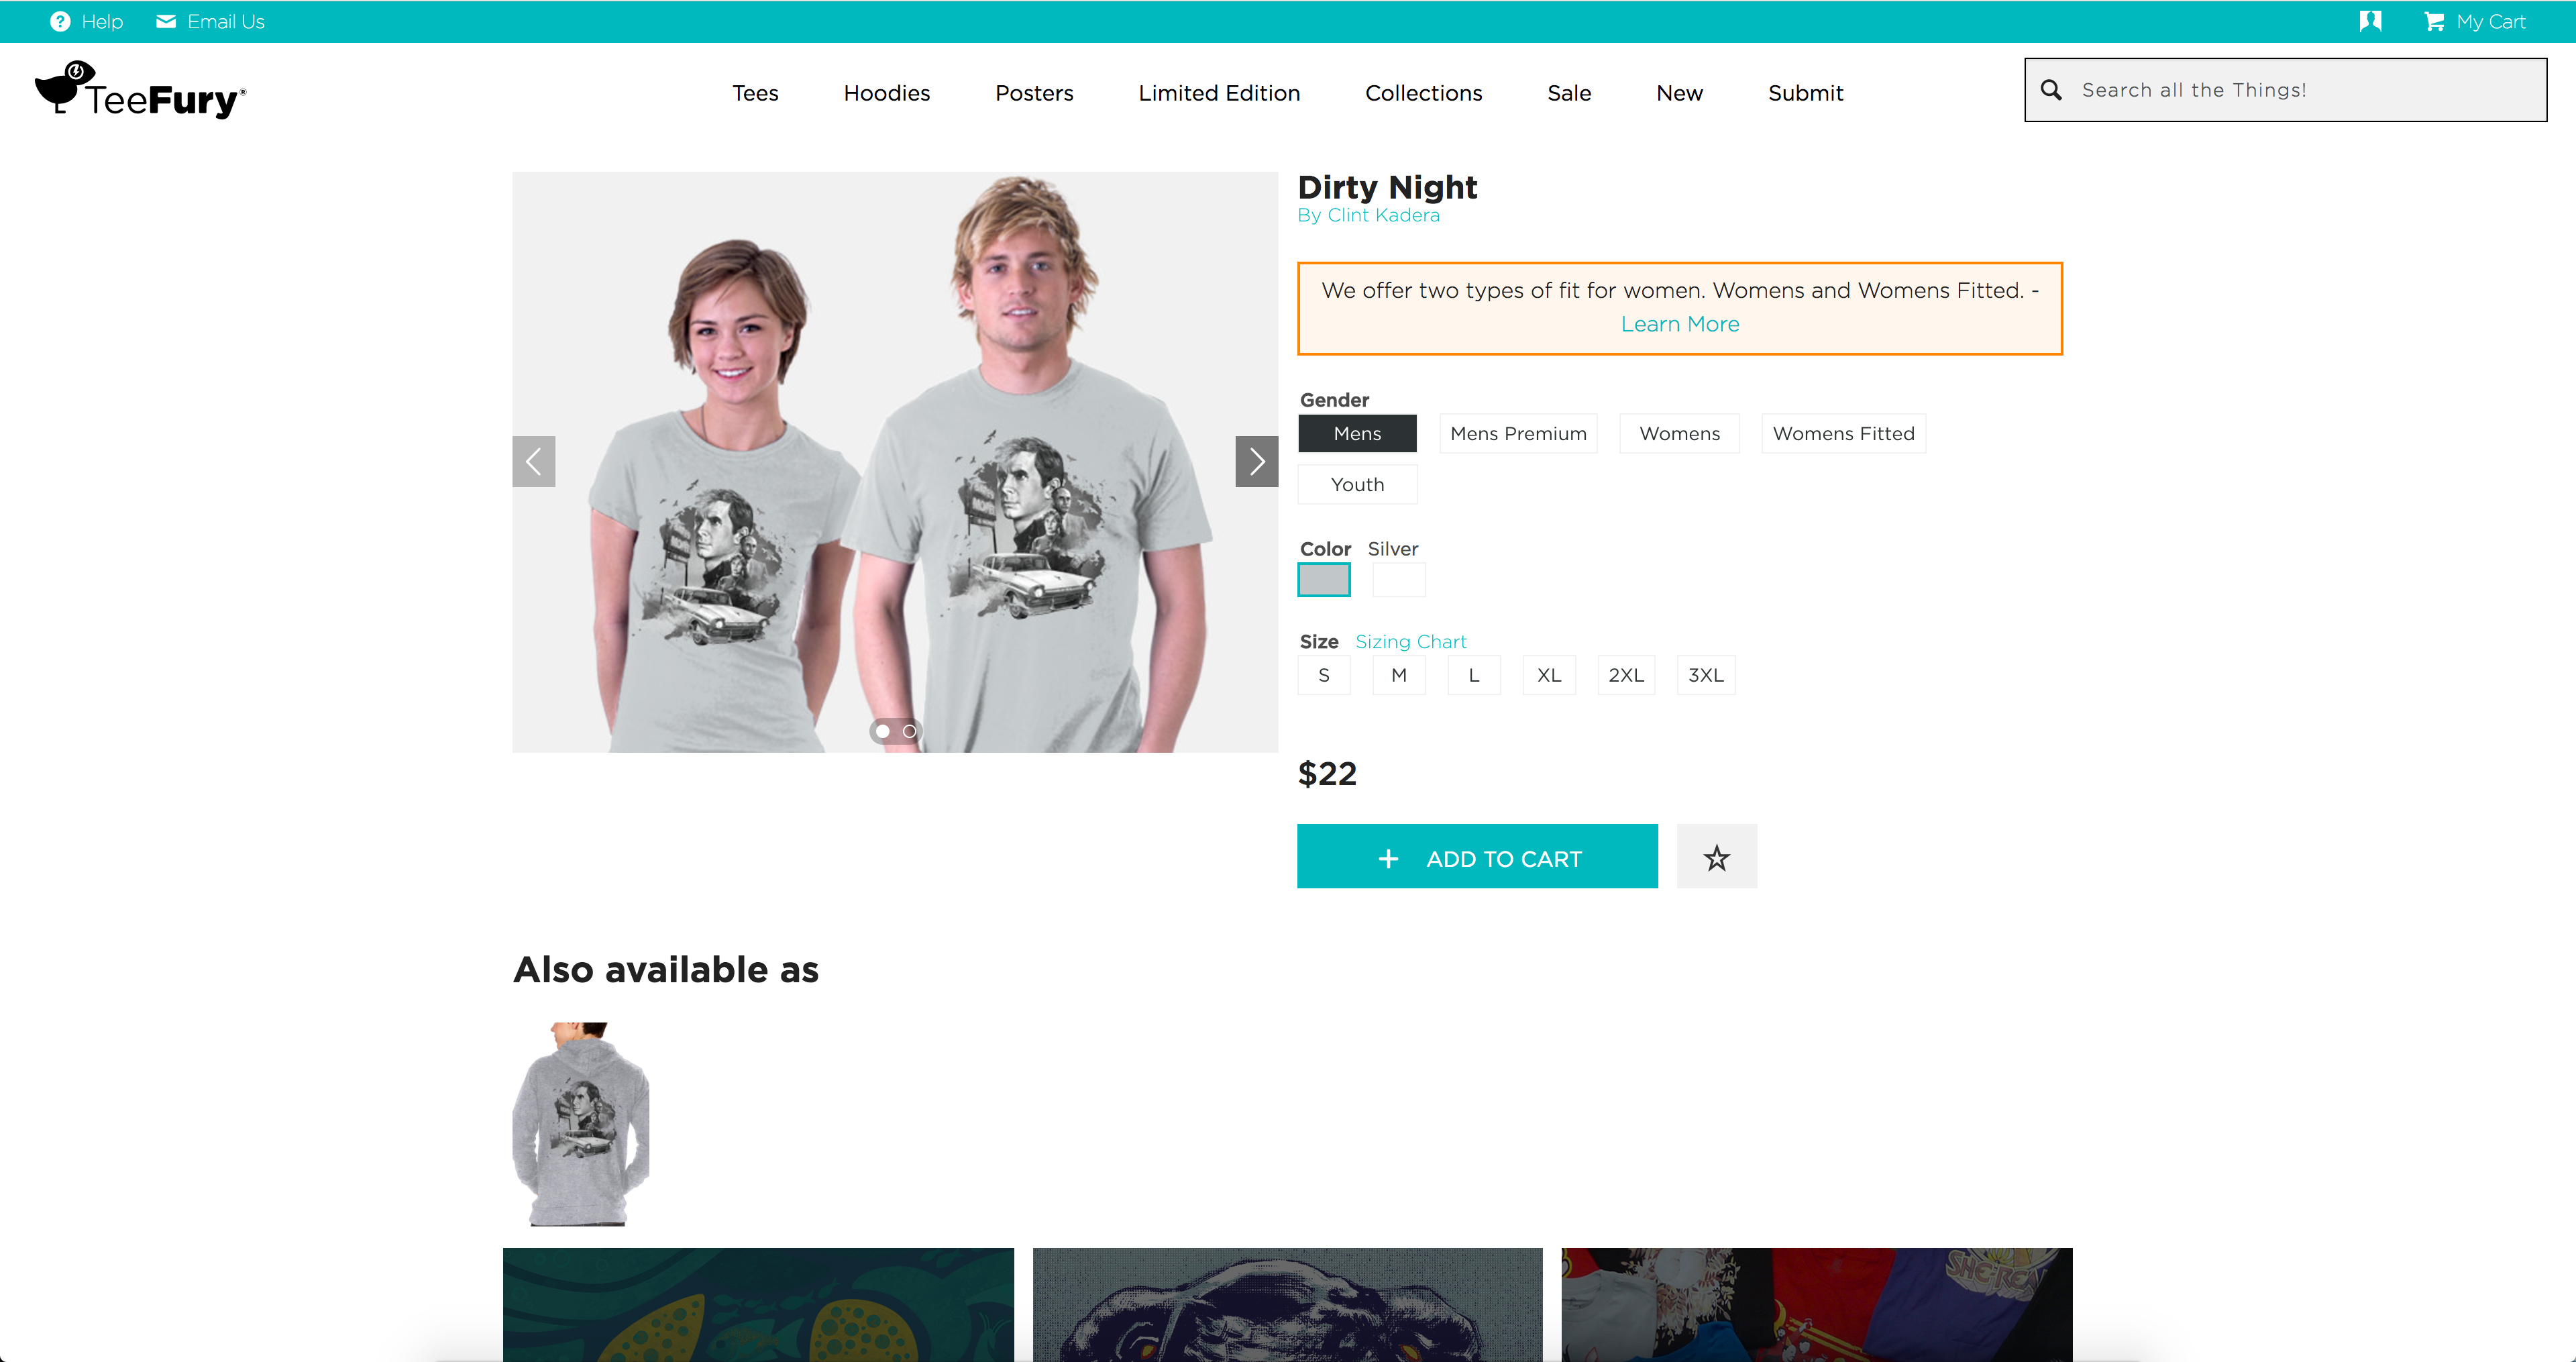 Help
Email Us
My Cart
TeeFury®
Tees
Hoodies
Posters
Limited Edition
Collections
Sale
New
Submit
Search all the Things!
Dirty Night
By Clint Kadera
We offer two types of fit for women. Womens and Womens Fitted. -
Learn More
Gender
Mens
Mens Premium
Womens
Womens Fitted
Youth
Color Silver
Size Sizing Chart
S
M
L
XL
2XL
3XL
$22
+ ADD TO CART
Also available as